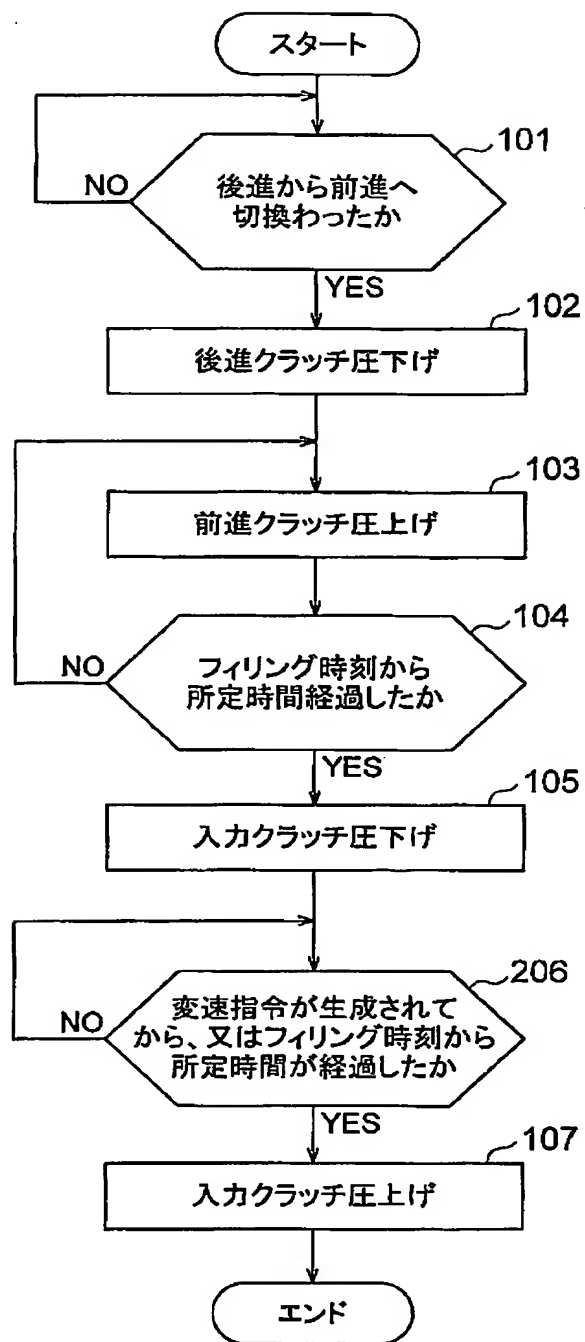 スタート
101
後進から前進へ
切換わったか
NO
YES
102
後進クラッチ圧下げ
103
前進クラッチ圧上げ
104
フィリング時刻から
所定時間経過したか
NO
YES
105
入力クラッチ圧下げ
206
変速指令が生成されて
から、又はフィリング時刻から
所定時間が経過したか
NO
YES
107
入力クラッチ圧上げ
エンド